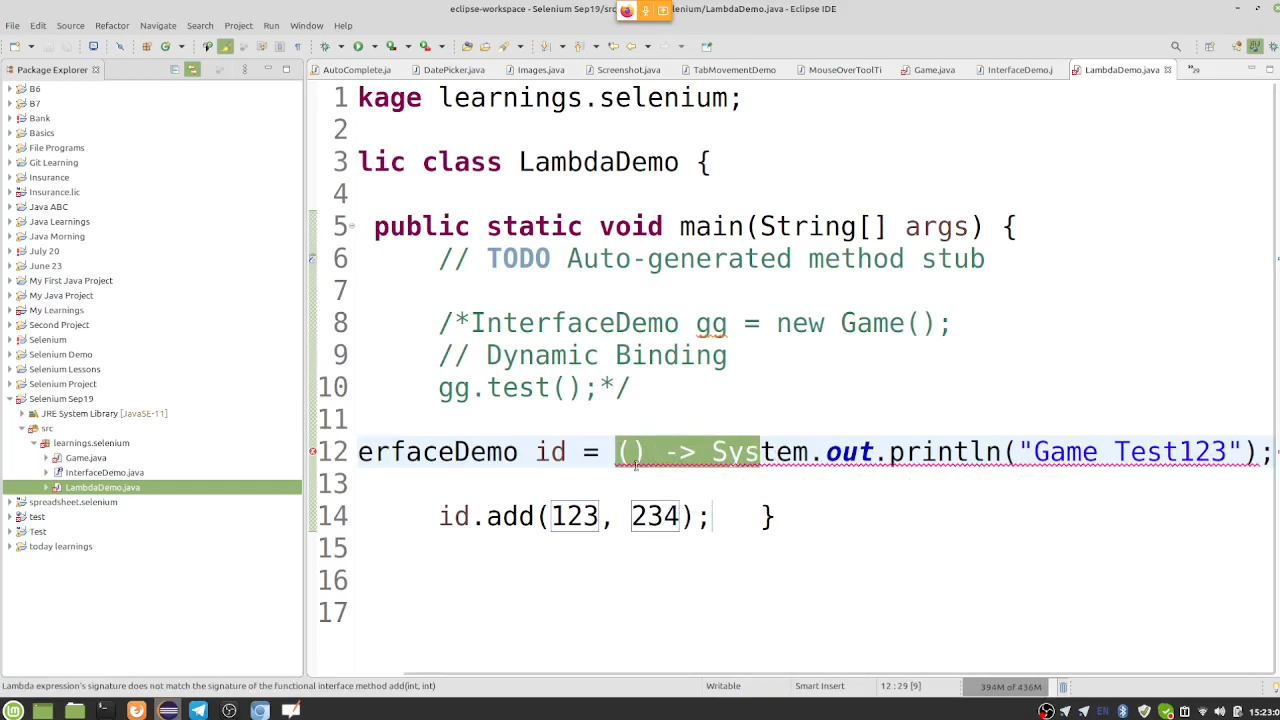 eclipse-workspace - Selenium Sep19/src selenium/LambdaDemo.java - Eclipse IDE
File Edit Source Refactor Navigate Search Project Run Window Help
Package Explorer
AutoComplete.ja DatePicker.java Images.java Screenshot.java TabMovementDemo MouseOverToolTi Game.java InterfaceDemo.j LambdaDemo.java
B6
B7
Bank
Basics
File Programs
Git Learning
Insurance
Insurance.lic
Java ABC
Java Learnings
Java Morning
July 20
June 23
My First Java Project
My Java Project
My Learnings
Second Project
Selenium
Selenium Demo
Selenium Lessons
Selenium Project
Selenium Sep19
JRE System Library [JavaSE-11]
src
learnings.selenium
Game.java
InterfaceDemo.java
LambdaDemo.java
spreadsheet.selenium
test
Test
today learnings
1 kage learnings.selenium;
2
3 lic class LambdaDemo {
4
5 public static void main(String[] args) {
6 // TODO Auto-generated method stub
7
8 /*InterfaceDemo gg = new Game();
9 // Dynamic Binding
10 gg.test();*/
11
12 erfaceDemo id = () -> System.out.println("Game Test123");
13
14 id.add(123, 234); }
15
16
17
Lambda expression's signature does not match the signature of the functional interface method add(int, int) Writable Smart Insert 12 : 29 [9] 394M of 436M
EN 15:23:0